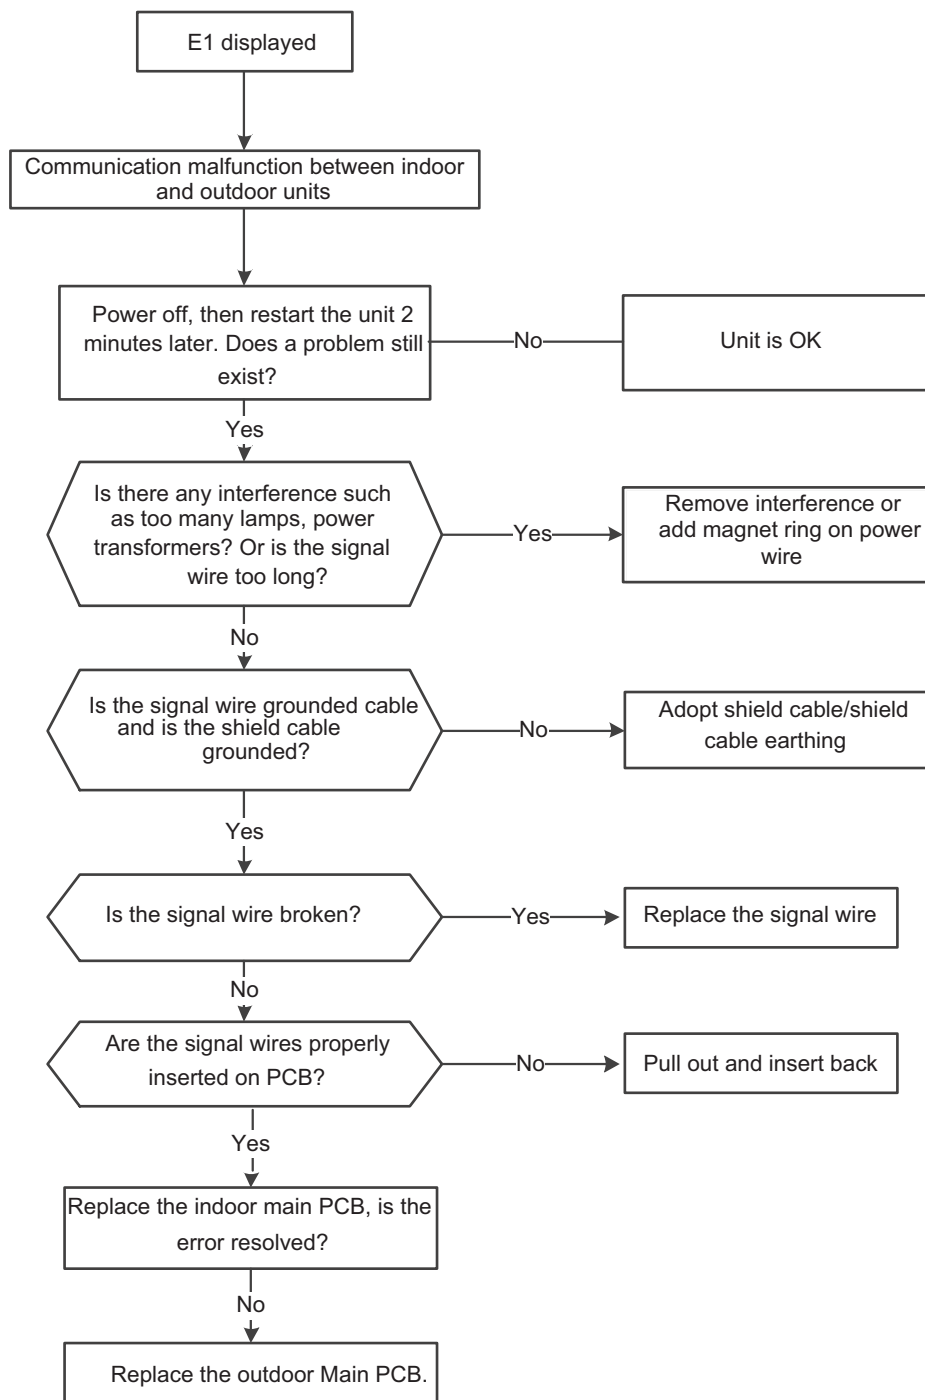 E1 displayed
Communication malfunction between indoor
and outdoor units
Power off, then restart the unit 2
minutes later. Does a problem still
exist?
No
Unit is OK
Yes
Is there any interference such
as too many lamps, power
transformers? Or is the signal
wire too long?
Yes
Remove interference or
add magnet ring on power
wire
No
Is the signal wire grounded cable
and is the shield cable
grounded?
No
Adopt shield cable/shield
cable earthing
Yes
Is the signal wire broken?
Yes
Replace the signal wire
No
Are the signal wires properly
inserted on PCB?
No
Pull out and insert back
Yes
Replace the indoor main PCB, is the
error resolved?
No
Replace the outdoor Main PCB.